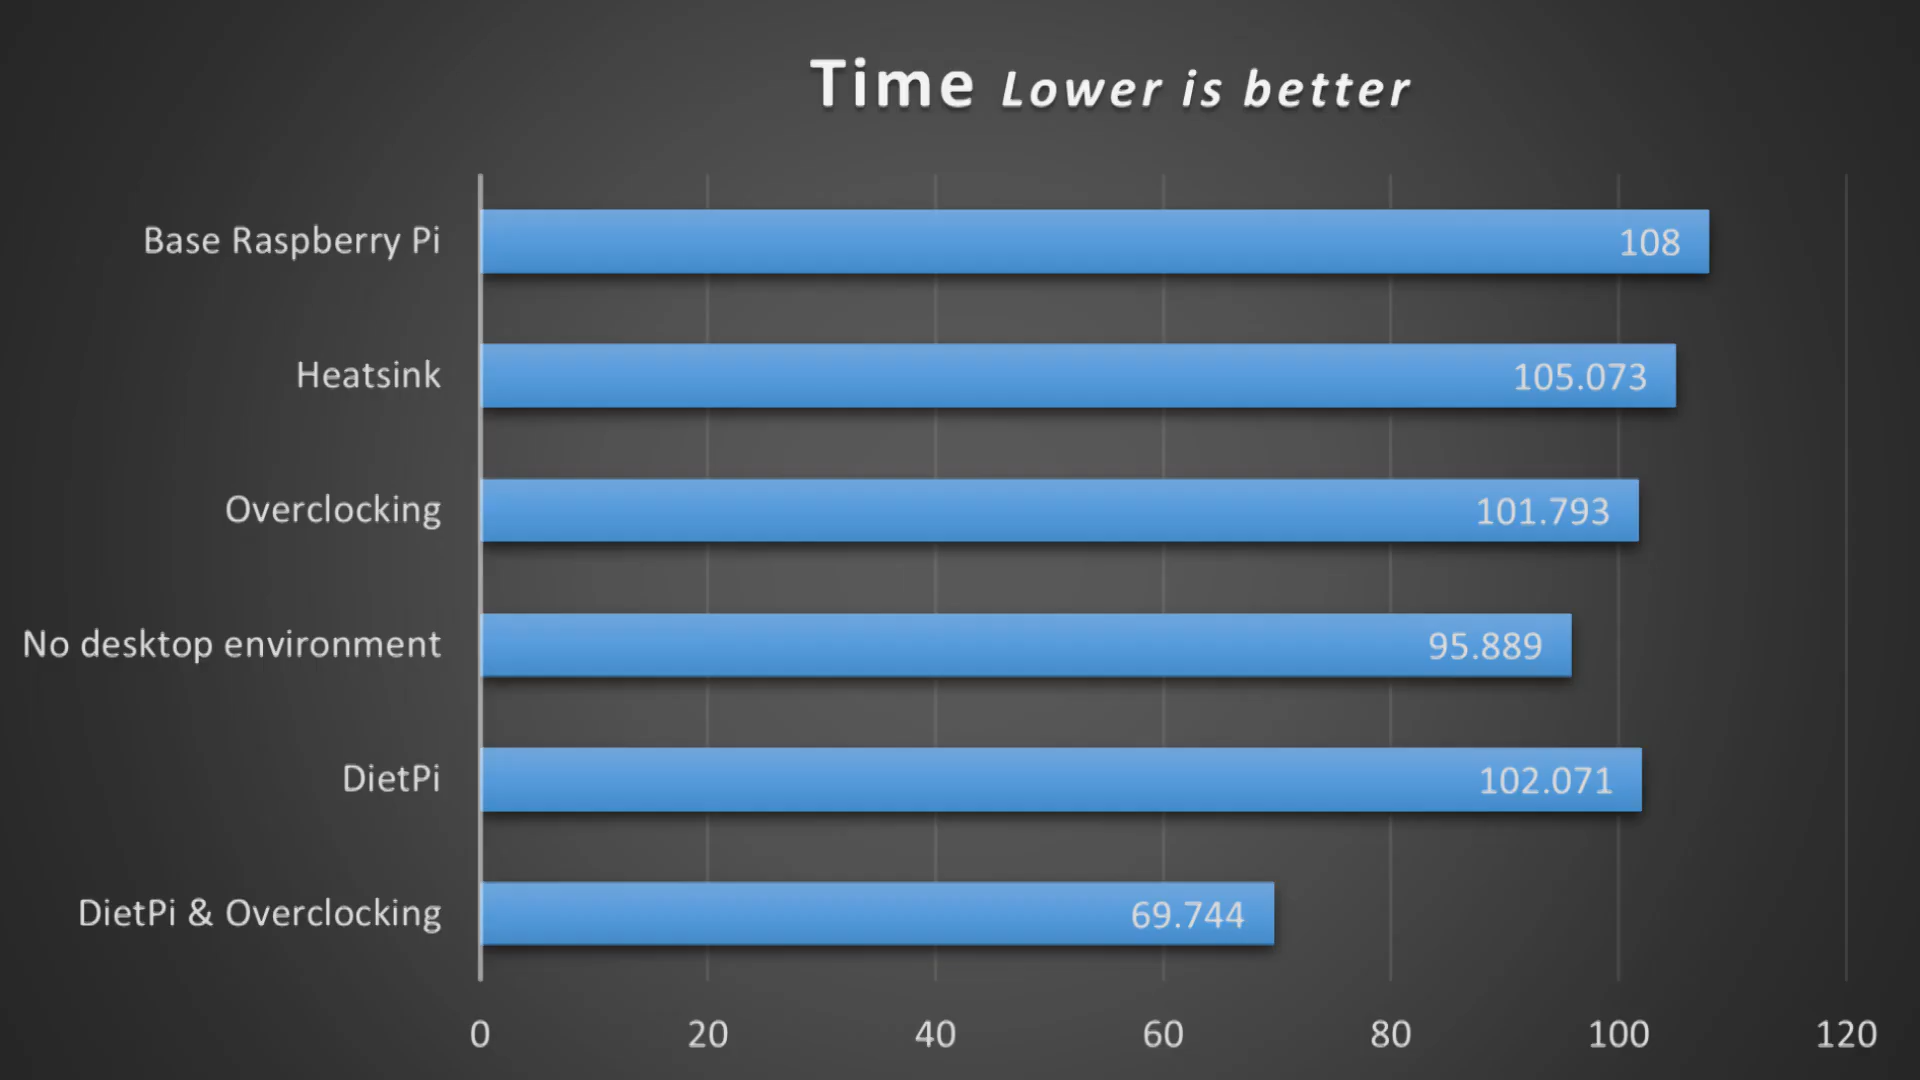 Time Lower is better
Base Raspberry Pi 108
Heatsink 105.073
Overclocking 101.793
No desktop environment 95.889
DietPi 102.071
DietPi & Overclocking 69.744
0 20 40 60 80 100 120